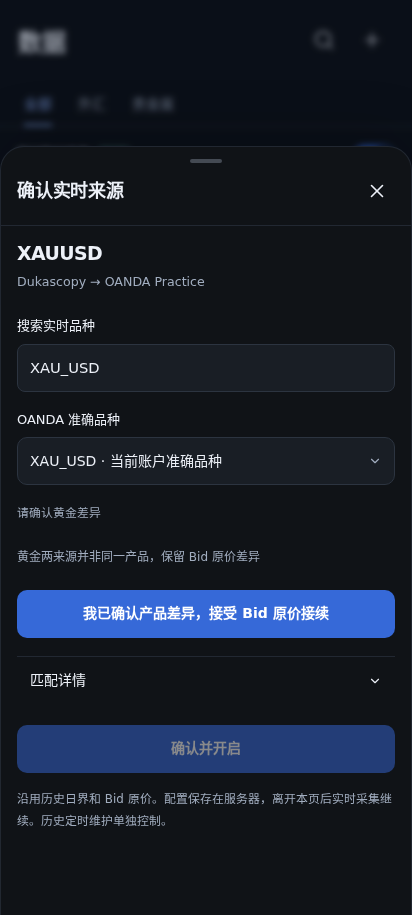 数据
全部 外汇 贵金属
确认实时来源
XAUUSD
Dukascopy → OANDA Practice
搜索实时品种
XAU_USD
OANDA 准确品种
XAU_USD · 当前账户准确品种
请确认黄金差异
黄金两来源并非同一产品，保留 Bid 原价差异
我已确认产品差异，接受 Bid 原价接续
匹配详情
确认并开启
沿用历史日界和 Bid 原价。配置保存在服务器，离开本页后实时采集继
续。历史定时维护单独控制。